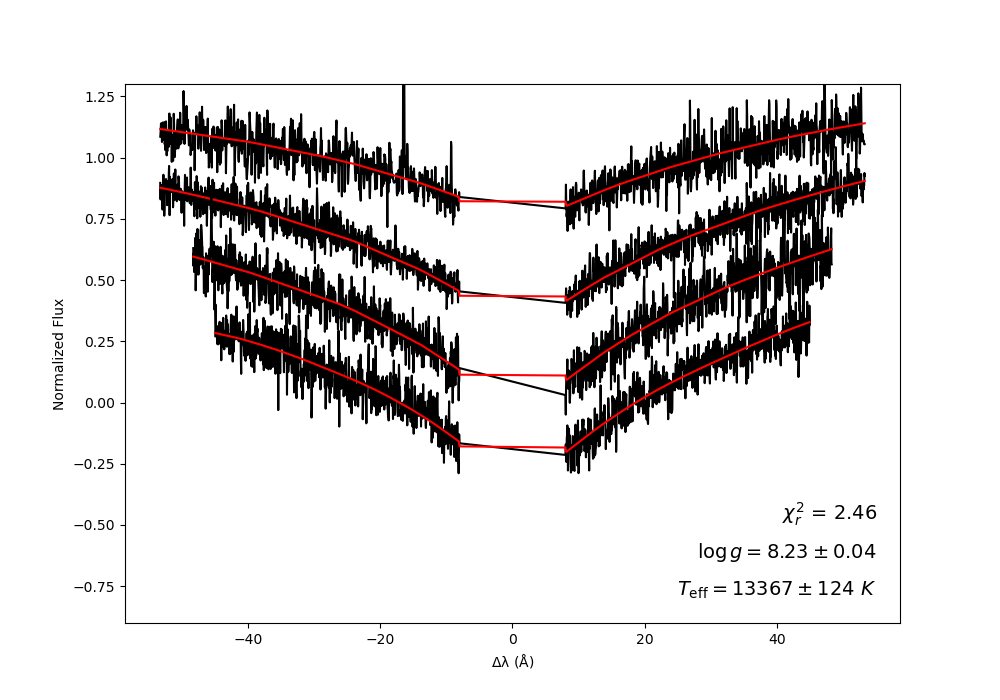 1.25
1.00
0.75
0.50
0.25
0.00
−0.25
−0.50
−0.75
Normalized Flux
χ²ᵣ = 2.46
log g = 8.23 ± 0.04
T_eff = 13367 ± 124 K
−40 −20 0 20 40
Δλ (Å)